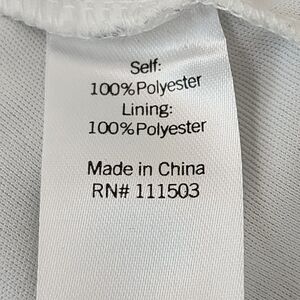 Self:
100% Polyester
Lining:
100% Polyester
Made in China
RN# 111503